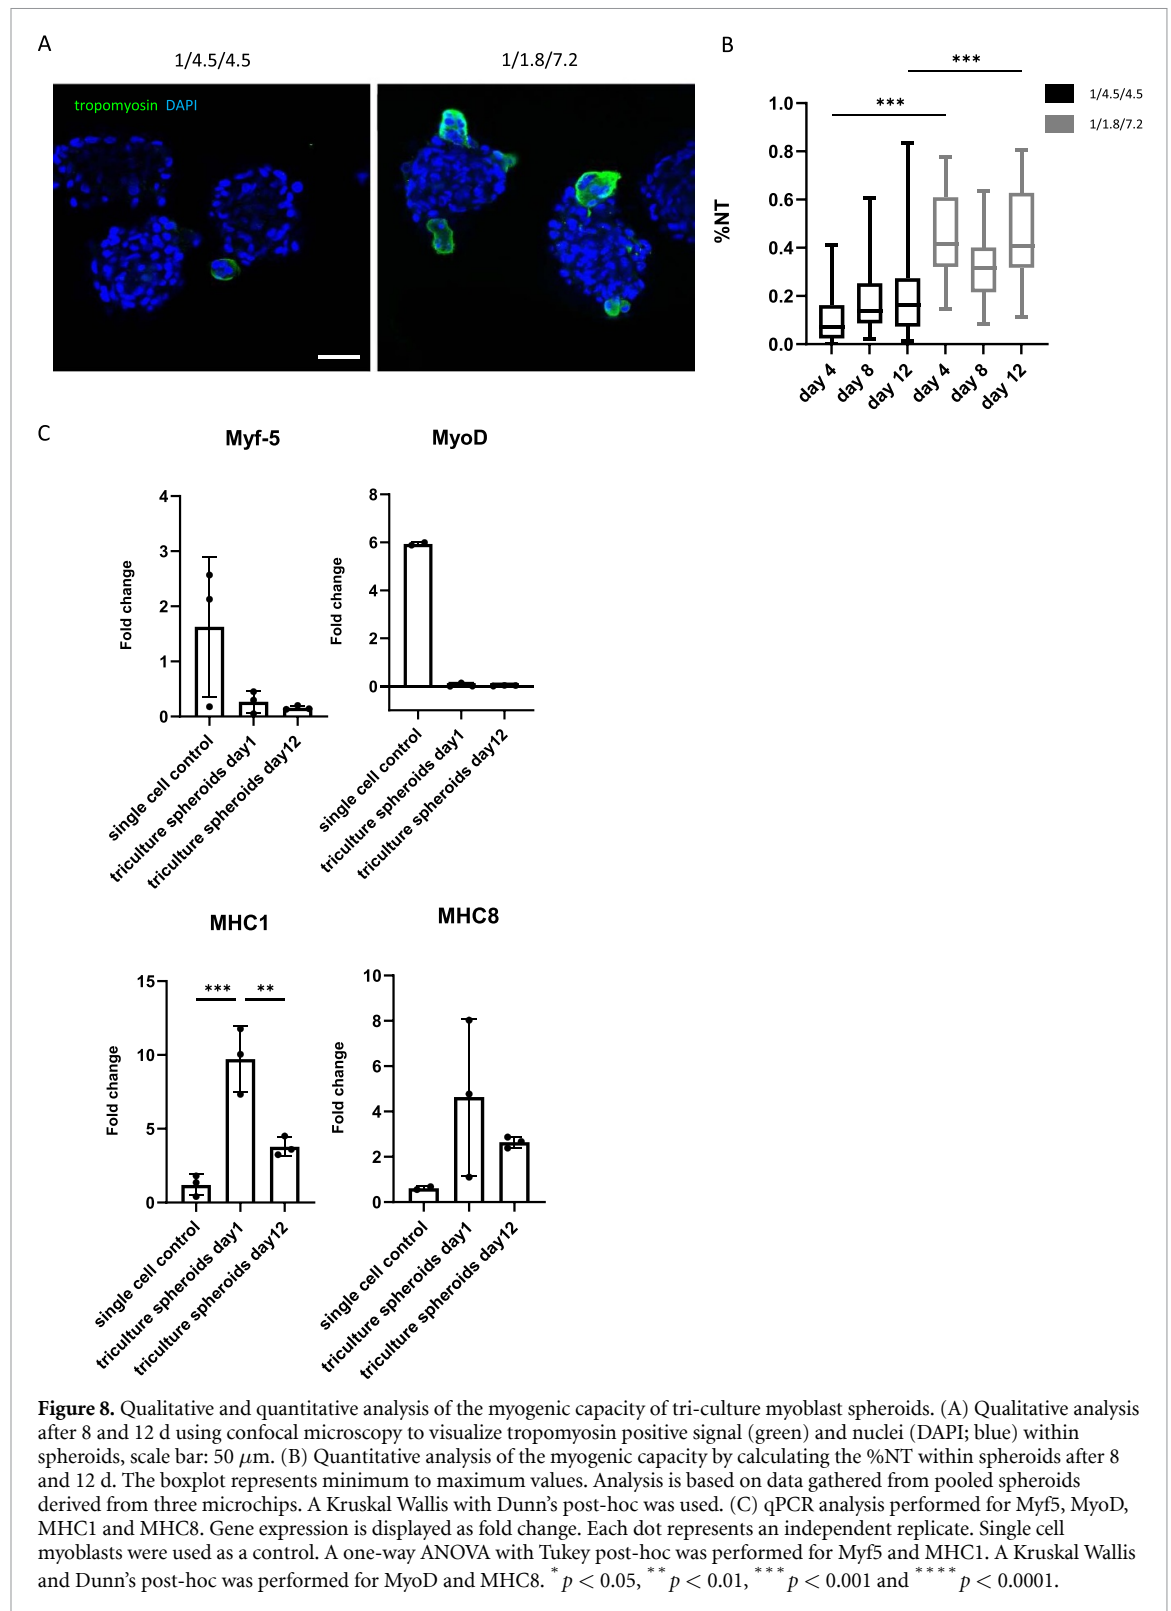 A
1/4.5/4.5
1/1.8/7.2
tropomyosin DAPI
B
***
***
1/4.5/4.5
1/1.8/7.2
1.0
0.8
0.6
0.4
0.2
0.0
%NT
day 4
day 8
day 12
day 4
day 8
day 12
C
Myf-5
4
3
2
1
0
Fold change
single cell control
triculture spheroids day1
triculture spheroids day12
MyoD
8
6
4
2
0
Fold change
single cell control
triculture spheroids day1
triculture spheroids day12
MHC1
15
10
5
0
Fold change
***
**
single cell control
triculture spheroids day1
triculture spheroids day12
MHC8
10
8
6
4
2
0
Fold change
single cell control
triculture spheroids day1
triculture spheroids day12
Figure 8. Qualitative and quantitative analysis of the myogenic capacity of tri-culture myoblast spheroids. (A) Qualitative analysis
after 8 and 12 d using confocal microscopy to visualize tropomyosin positive signal (green) and nuclei (DAPI; blue) within
spheroids, scale bar: 50 μm. (B) Quantitative analysis of the myogenic capacity by calculating the %NT within spheroids after 8
and 12 d. The boxplot represents minimum to maximum values. Analysis is based on data gathered from pooled spheroids
derived from three microchips. A Kruskal Wallis with Dunn's post-hoc was used. (C) qPCR analysis performed for Myf5, MyoD,
MHC1 and MHC8. Gene expression is displayed as fold change. Each dot represents an independent replicate. Single cell
myoblasts were used as a control. A one-way ANOVA with Tukey post-hoc was performed for Myf5 and MHC1. A Kruskal Wallis
and Dunn's post-hoc was performed for MyoD and MHC8. * p < 0.05, ** p < 0.01, *** p < 0.001 and **** p < 0.0001.